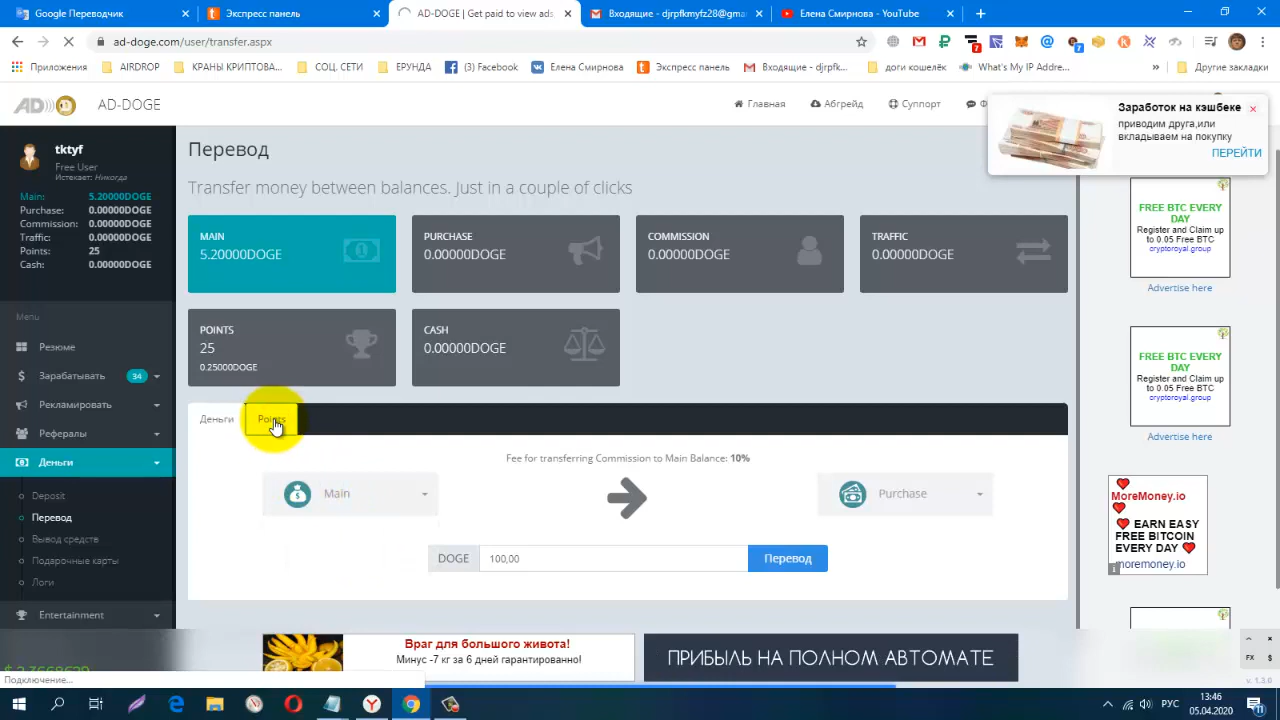 Google Переводчик
Экспресс панель
AD-DOGE | Get paid to view ads
Входящие - djrpfkmyfz28@gma
Елена Смирнова - YouTube
ad-doge.com/user/transfer.aspx
Приложения
AIRDROP
КРАНЫ КРИПТОВА...
СОЦ. СЕТИ
ЕРУНДА
(3) Facebook
Елена Смирнова
Экспресс панель
Входящие - djrpfk...
доги кошелёк
What's My IP Addre...
»
Другие закладки
AD
AD-DOGE
Главная
Абгрейд
Суппорт
Заработок на кэшбеке
приводим друга,или
вкладываем на покупку
ПЕРЕЙТИ
tktyf
Free User
Истекает: Никогда
Main: 5.20000DOGE
Purchase: 0.00000DOGE
Commission: 0.00000DOGE
Traffic: 0.00000DOGE
Points: 25
Cash: 0.00000DOGE
Menu
Резюме
Зарабатывать 34
Рекламировать
Рефералы
Деньги
Deposit
Перевод
Вывод средств
Подарочные карты
Логи
Entertainment
Подключение...
Перевод
Transfer money between balances. Just in a couple of clicks
MAIN
5.20000DOGE
PURCHASE
0.00000DOGE
COMMISSION
0.00000DOGE
TRAFFIC
0.00000DOGE
POINTS
25
0.25000DOGE
CASH
0.00000DOGE
Деньги
Points
Fee for transferring Commission to Main Balance: 10%
Main
Purchase
DOGE
100,00
Перевод
FREE BTC EVERY
DAY
Register and Claim up
to 0.05 Free BTC
cryptoroyal.group
Advertise here
FREE BTC EVERY
DAY
Register and Claim up
to 0.05 Free BTC
cryptoroyal.group
Advertise here
MoreMoney.io
EARN EASY
FREE BITCOIN
EVERY DAY
moremoney.io
Враг для большого живота!
Минус -7 кг за 6 дней гарантированно!
ПРИБЫЛЬ НА ПОЛНОМ АВТОМАТЕ
FX
$
v. 1.3.0
РУС
13:46
05.04.2020